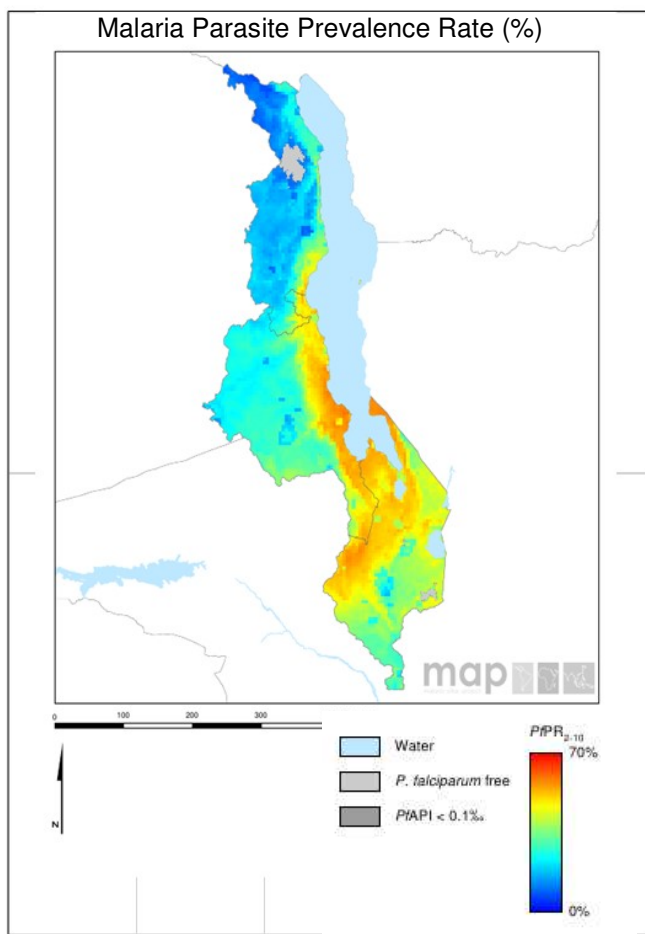 Malaria Parasite Prevalence Rate (%)
map
0 100 200 300
Water
P. falciparum free
PfAPI < 0.1‰
PfPR2-10
70%
0%
N